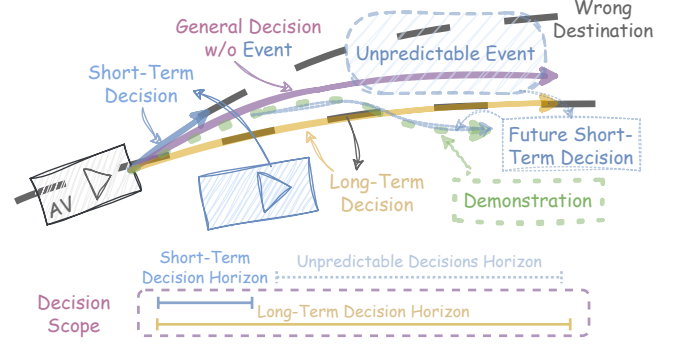 Wrong
Destination
General Decision
w/o Event
Unpredictable Event
Short-Term
Decision
Future Short-
Term Decision
AV
Long-Term
Decision
Demonstration
Short-Term
Decision Horizon
Unpredictable Decisions Horizon
Decision
Scope
Long-Term Decision Horizon